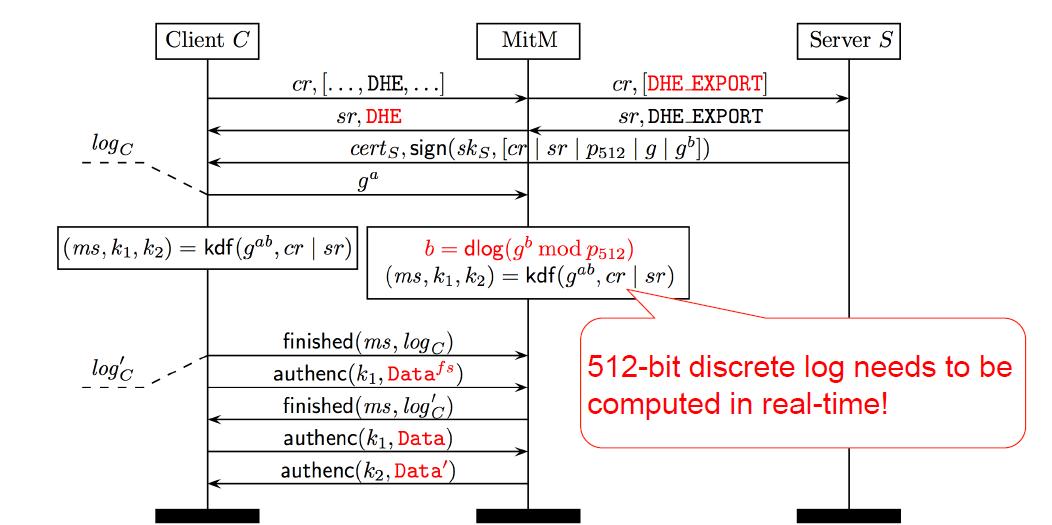 Client C
MitM
Server S
cr, [..., DHE, ...]
cr, [DHE_EXPORT]
sr, DHE
sr, DHE_EXPORT
log_C
cert_S, sign(sk_S, [cr | sr | p_512 | g | g^b])
g^a
(ms, k_1, k_2) = kdf(g^ab, cr | sr)
b = dlog(g^b mod p_512)
(ms, k_1, k_2) = kdf(g^ab, cr | sr)
finished(ms, log_C)
log′_C
authenc(k_1, Data^fs)
finished(ms, log′_C)
authenc(k_1, Data)
authenc(k_2, Data′)
512-bit discrete log needs to be
computed in real-time!